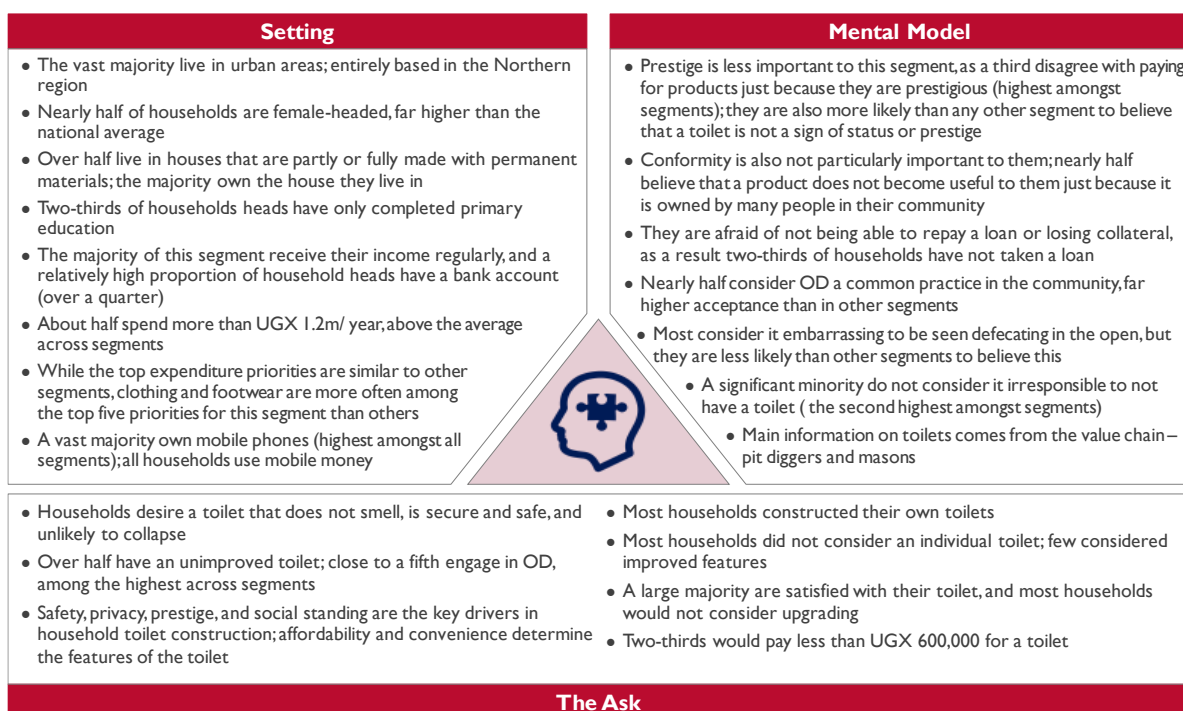 Setting
• The vast majority live in urban areas; entirely based in the Northern
region
• Nearly half of households are female-headed, far higher than the
national average
• Over half live in houses that are partly or fully made with permanent
materials; the majority own the house they live in
• Two-thirds of households heads have only completed primary
education
• The majority of this segment receive their income regularly, and a
relatively high proportion of household heads have a bank account
(over a quarter)
• About half spend more than UGX 1.2m/ year, above the average
across segments
• While the top expenditure priorities are similar to other
segments, clothing and footwear are more often among
the top five priorities for this segment than others
• A vast majority own mobile phones (highest amongst all
segments); all households use mobile money
Mental Model
• Prestige is less important to this segment, as a third disagree with paying
for products just because they are prestigious (highest amongst
segments); they are also more likely than any other segment to believe
that a toilet is not a sign of status or prestige
• Conformity is also not particularly important to them; nearly half
believe that a product does not become useful to them just because it
is owned by many people in their community
• They are afraid of not being able to repay a loan or losing collateral,
as a result two-thirds of households have not taken a loan
• Nearly half consider OD a common practice in the community, far
higher acceptance than in other segments
• Most consider it embarrassing to be seen defecating in the open, but
they are less likely than other segments to believe this
• A significant minority do not consider it irresponsible to not
have a toilet ( the second highest amongst segments)
• Main information on toilets comes from the value chain –
pit diggers and masons
• Households desire a toilet that does not smell, is secure and safe, and
unlikely to collapse
• Over half have an unimproved toilet; close to a fifth engage in OD,
among the highest across segments
• Safety, privacy, prestige, and social standing are the key drivers in
household toilet construction; affordability and convenience determine
the features of the toilet
• Most households constructed their own toilets
• Most households did not consider an individual toilet; few considered
improved features
• A large majority are satisfied with their toilet, and most households
would not consider upgrading
• Two-thirds would pay less than UGX 600,000 for a toilet
The Ask